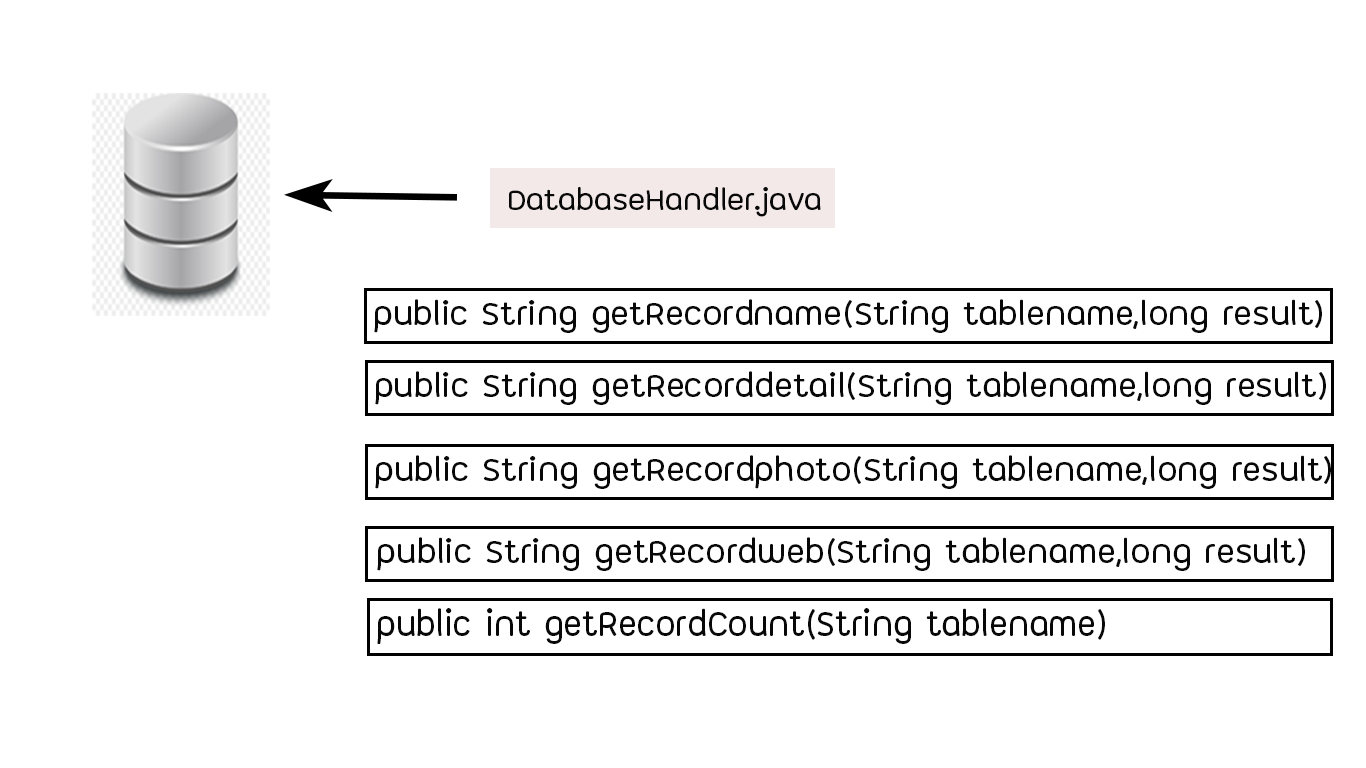 DatabaseHandler.java
public String getRecordname(String tablename,long result)
public String getRecorddetail(String tablename,long result)
public String getRecordphoto(String tablename,long result)
public String getRecordweb(String tablename,long result)
public int getRecordCount(String tablename)